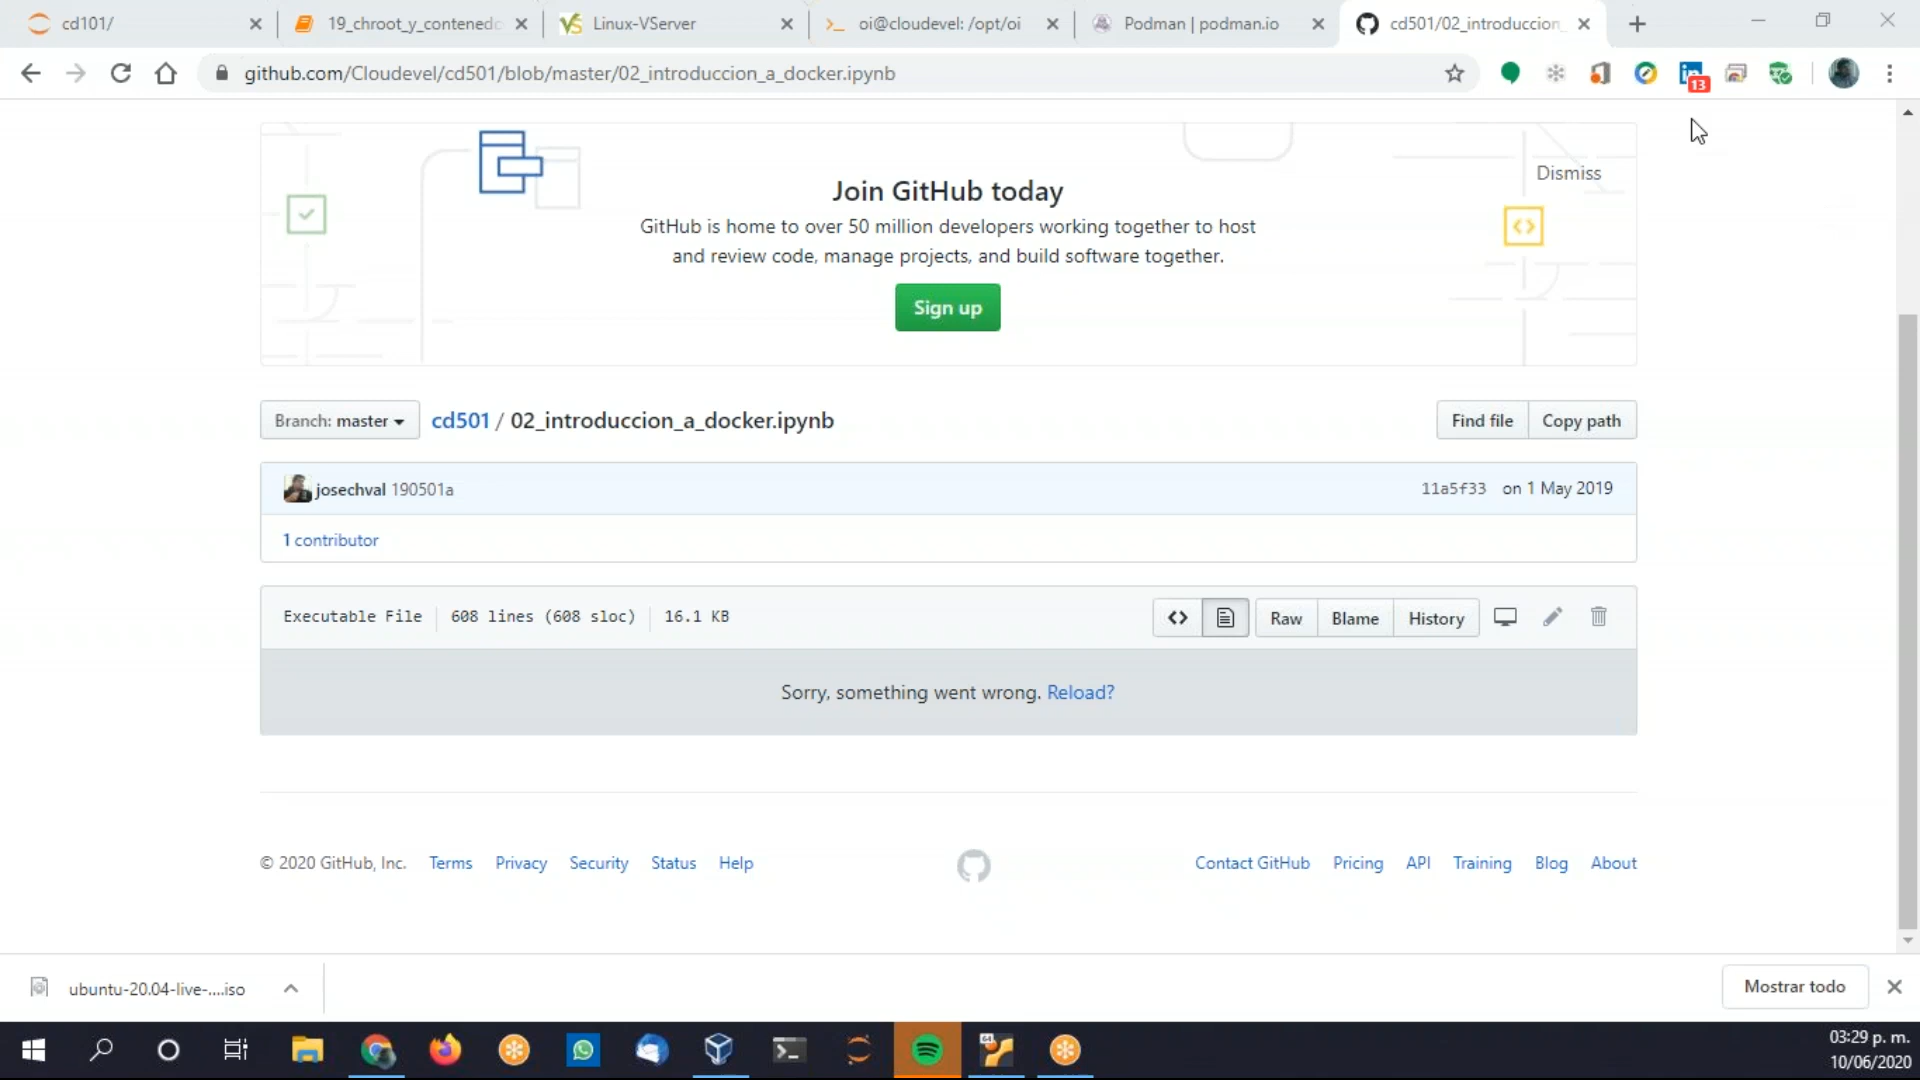 cd101/
19_chroot_y_contenedo
Linux-VServer
oi@cloudevel: /opt/oi
Podman | podman.io
cd501/02_introduccion_
github.com/Cloudevel/cd501/blob/master/02_introduccion_a_docker.ipynb
13
Dismiss
Join GitHub today
GitHub is home to over 50 million developers working together to host
and review code, manage projects, and build software together.
Sign up
Branch: master
cd501 / 02_introduccion_a_docker.ipynb
Find file
Copy path
josechval 190501a
11a5f33 on 1 May 2019
1 contributor
Executable File
608 lines (608 sloc)
16.1 KB
Raw
Blame
History
Sorry, something went wrong. Reload?
© 2020 GitHub, Inc.
Terms
Privacy
Security
Status
Help
Contact GitHub
Pricing
API
Training
Blog
About
ubuntu-20.04-live-....iso
Mostrar todo
03:29 p. m.
10/06/2020